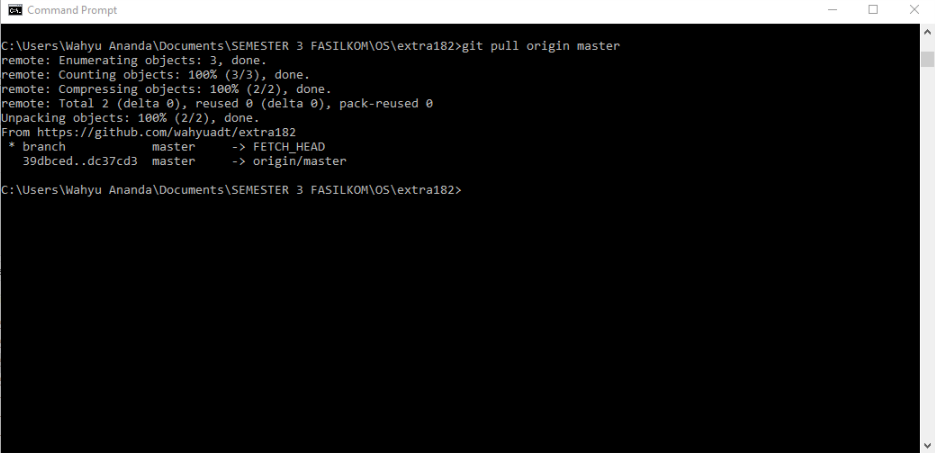 Command Prompt
C:\Users\Wahyu Ananda\Documents\SEMESTER 3 FASILKOM\OS\extra182>git pull origin master
remote: Enumerating objects: 3, done.
remote: Counting objects: 100% (3/3), done.
remote: Compressing objects: 100% (2/2), done.
remote: Total 2 (delta 0), reused 0 (delta 0), pack-reused 0
Unpacking objects: 100% (2/2), done.
From https://github.com/wahyuadt/extra182
 * branch            master     -> FETCH_HEAD
   39dbced..dc37cd3  master     -> origin/master
C:\Users\Wahyu Ananda\Documents\SEMESTER 3 FASILKOM\OS\extra182>